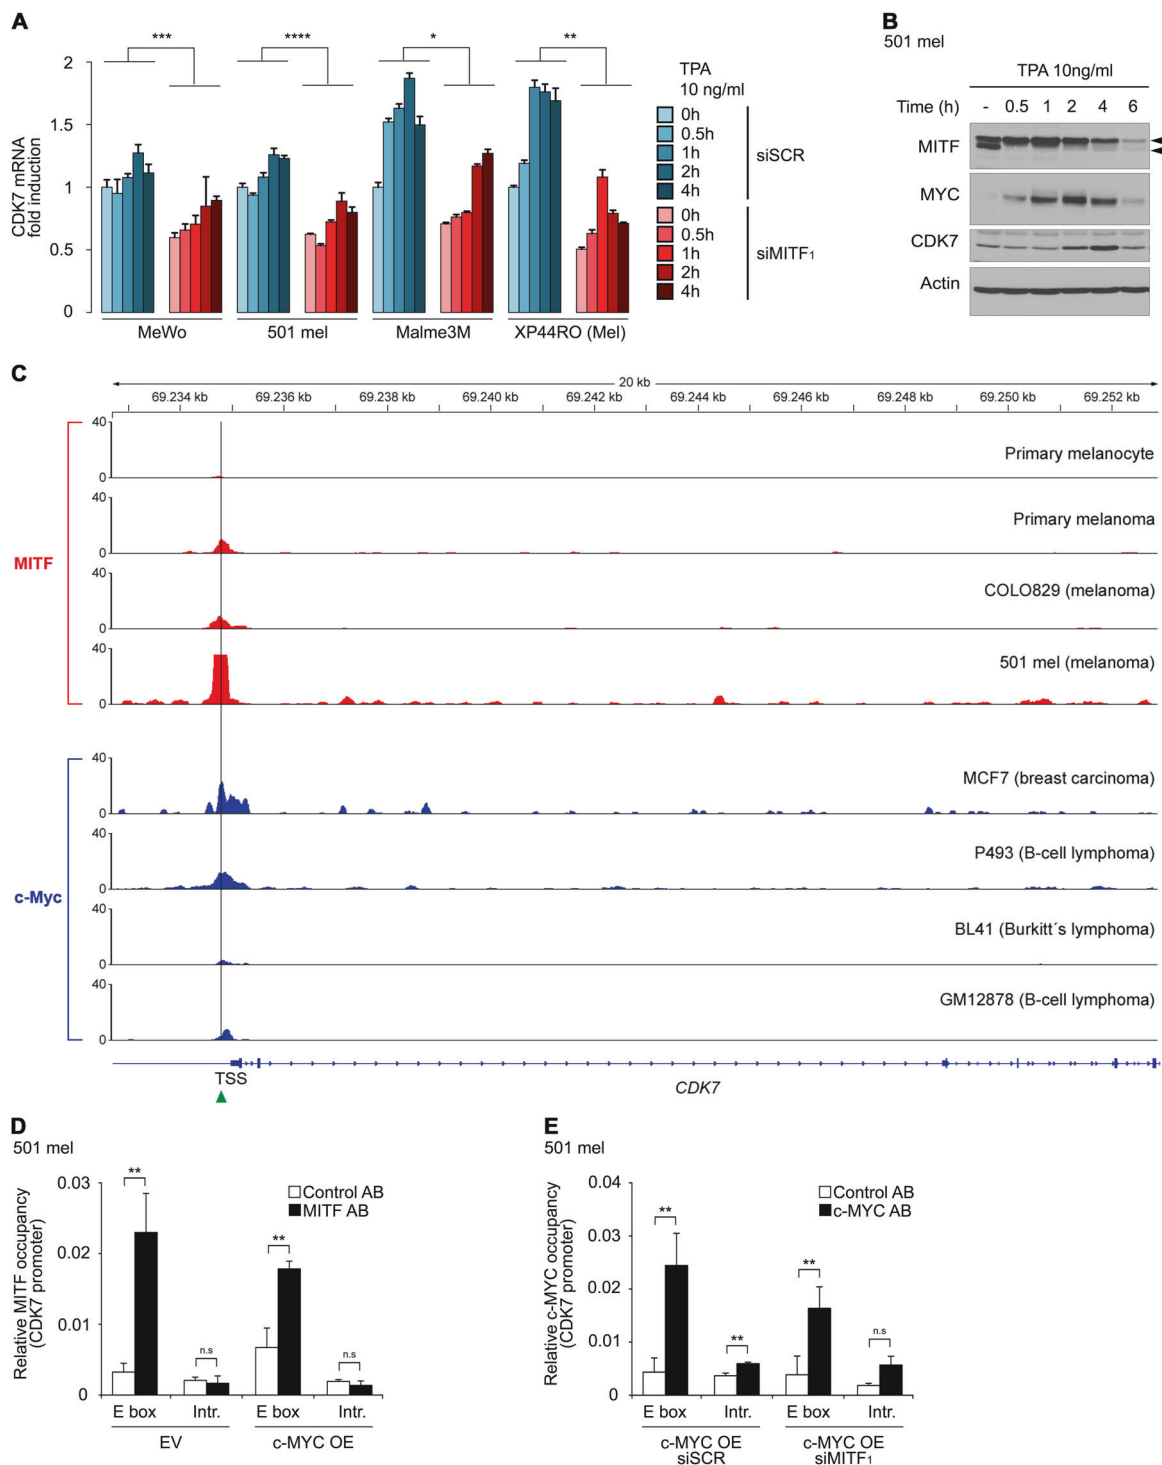 A
*** **** * **
2
1.5
1
0.5
0
CDK7 mRNA
fold induction
MeWo 501 mel Malme3M XP44RO (Mel)
TPA
10 ng/ml
0h
0.5h
1h
2h
4h
siSCR
0h
0.5h
1h
2h
4h
siMITF1
B
501 mel
TPA 10ng/ml
Time (h) - 0.5 1 2 4 6
MITF
MYC
CDK7
Actin
C
20 kb
69.234 kb 69.236 kb 69.238 kb 69.240 kb 69.242 kb 69.244 kb 69.246 kb 69.248 kb 69.250 kb 69.252 kb
MITF
40
0
Primary melanocyte
40
0
Primary melanoma
40
0
COLO829 (melanoma)
40
0
501 mel (melanoma)
c-Myc
40
0
MCF7 (breast carcinoma)
40
0
P493 (B-cell lymphoma)
40
0
BL41 (Burkitt´s lymphoma)
40
0
GM12878 (B-cell lymphoma)
TSS
CDK7
D
501 mel
Relative MITF occupancy
(CDK7 promoter)
0.03
0.02
0.01
0
Control AB
MITF AB
** n.s ** n.s
E box Intr. E box Intr.
EV c-MYC OE
E
501 mel
Relative c-MYC occupancy
(CDK7 promoter)
0.04
0.03
0.02
0.01
0
Control AB
c-MYC AB
** ** ** n.s
E box Intr. E box Intr.
c-MYC OE c-MYC OE
siSCR siMITF1